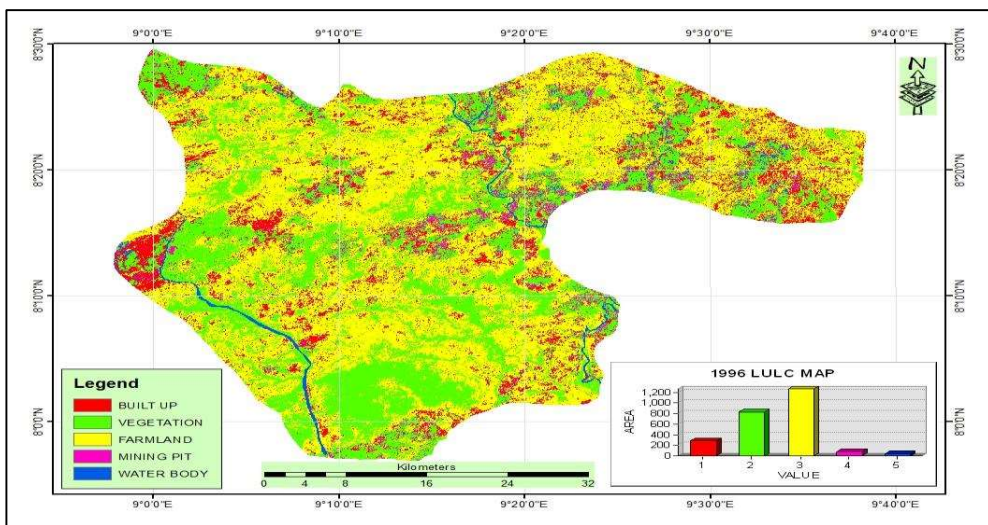 9°0'0"E 9°10'0"E 9°20'0"E 9°30'0"E 9°40'0"E
8°30'0"N 8°30'0"N
N
8°20'0"N 8°20'0"N
8°10'0"N 8°10'0"N
8°0'0"N 8°0'0"N
Legend
BUILT UP
VEGETATION
FARMLAND
MINING PIT
WATER BODY
Kilometers
0 2 4 8 16 24 32
1996 LULC MAP
AREA
1,200
1,000
800
600
400
200
0
1 2 3 4 5
VALUE
9°0'0"E 9°10'0"E 9°20'0"E 9°30'0"E 9°40'0"E